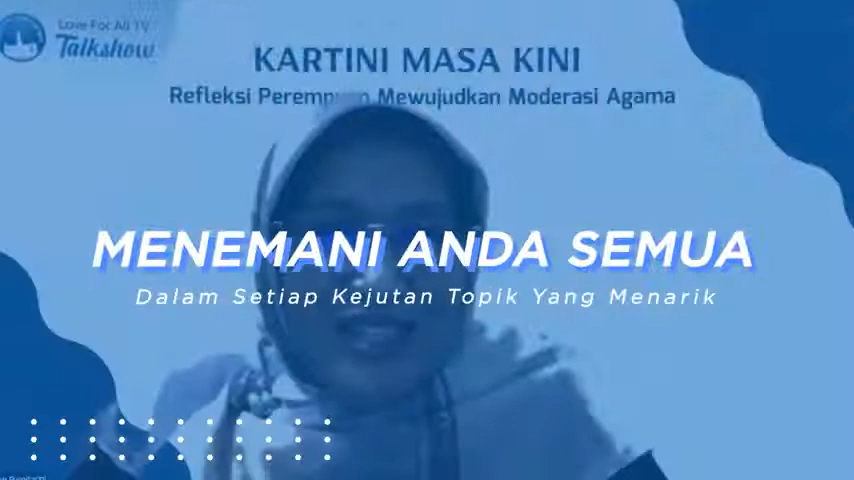 Love For All TV
Talkshow
KARTINI MASA KINI
Refleksi Perempuan Mewujudkan Moderasi Agama
MENEMANI ANDA SEMUA
Dalam Setiap Kejutan Topik Yang Menarik